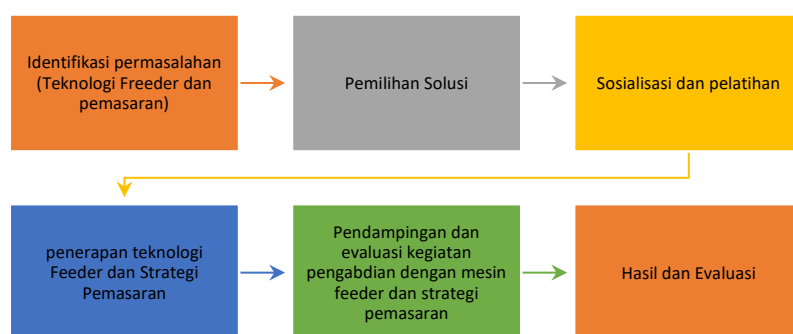 Identifikasi permasalahan
(Teknologi Freeder dan
pemasaran)
Pemilihan Solusi
Sosialisasi dan pelatihan
penerapan teknologi
Feeder dan Strategi
Pemasaran
Pendampingan dan
evaluasi kegiatan
pengabdian dengan mesin
feeder dan strategi
pemasaran
Hasil dan Evaluasi